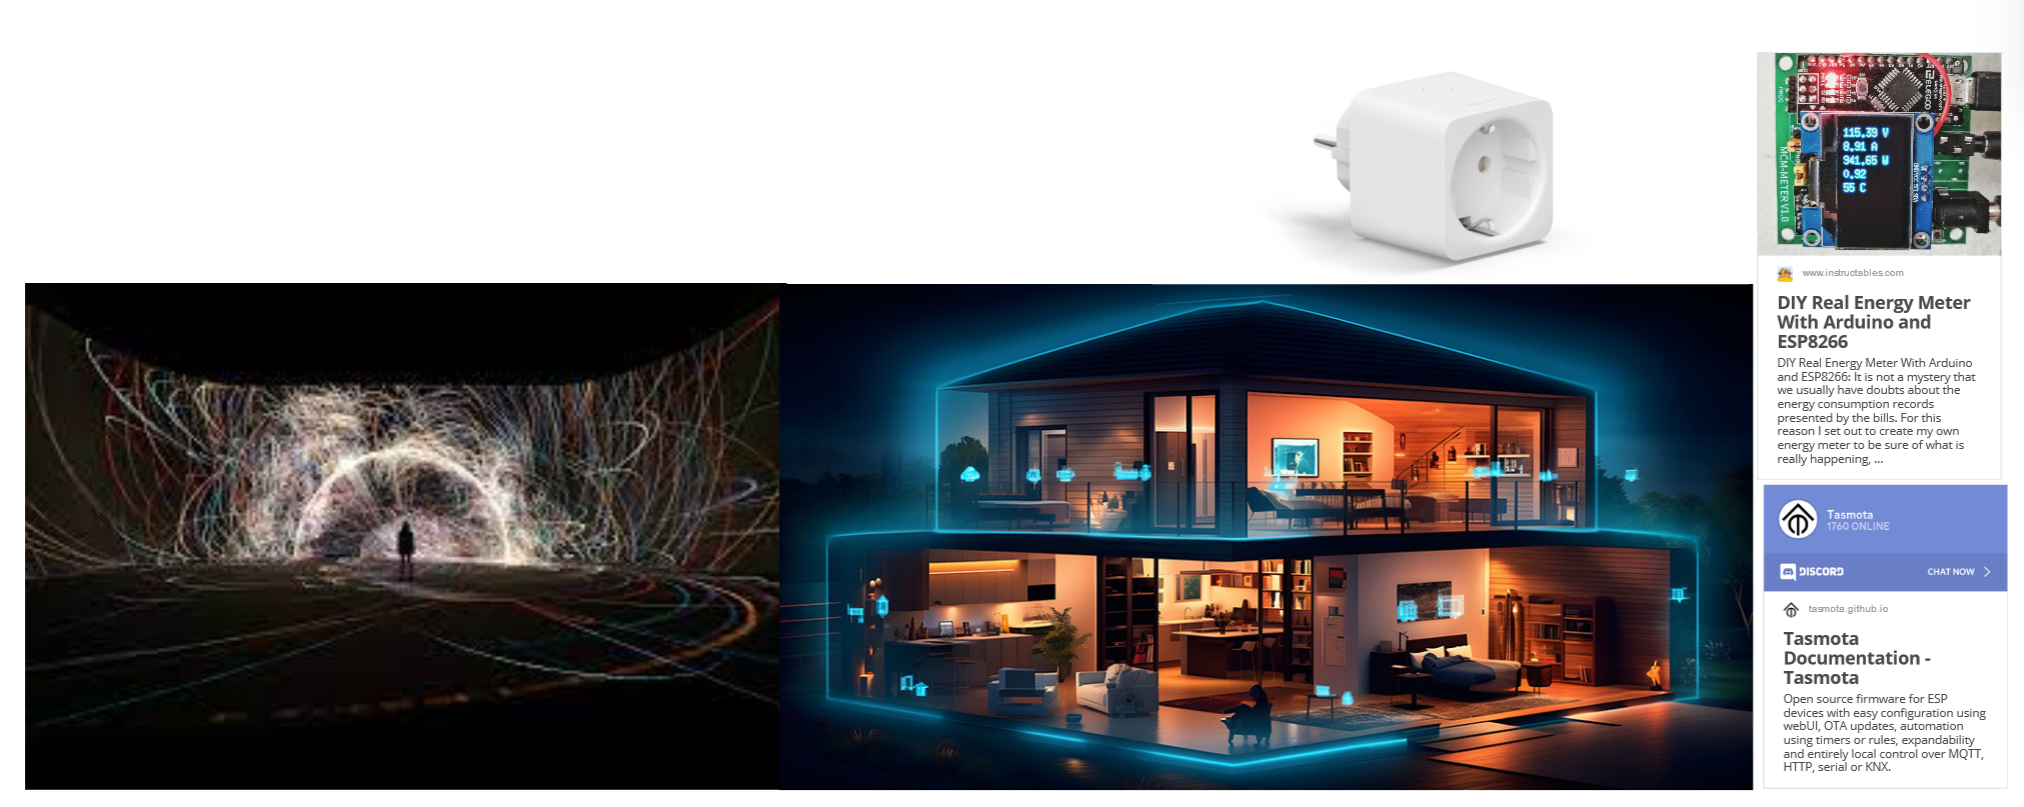 115.39 V
8.91 A
941.65 W
0.92
55 C
MCM-METER V1.0
ELEGOO
www.instructables.com
DIY Real Energy Meter
With Arduino and
ESP8266
DIY Real Energy Meter With Arduino
and ESP8266: It is not a mystery that
we usually have doubts about the
energy consumption records
presented by the bills. For this
reason I set out to create my own
energy meter to be sure of what is
really happening, ...
Tasmota
1760 ONLINE
DISCORD
CHAT NOW
tasmota.github.io
Tasmota
Documentation -
Tasmota
Open source firmware for ESP
devices with easy configuration using
webUI, OTA updates, automation
using timers or rules, expandability
and entirely local control over MQTT,
HTTP, serial or KNX.